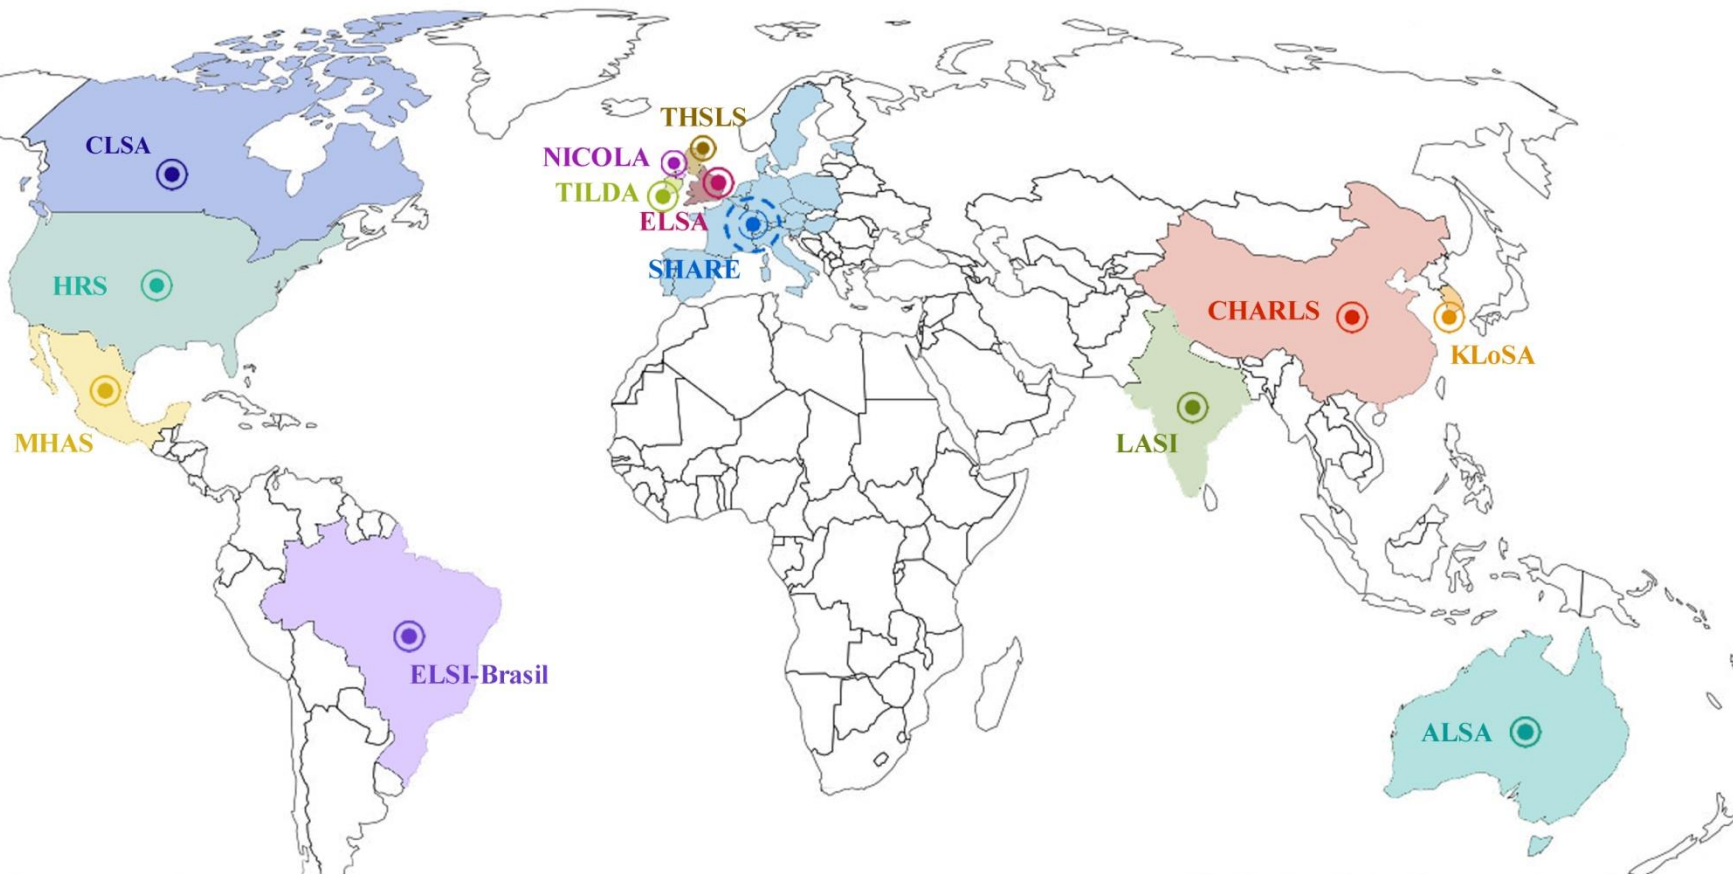 THSLS
CLSA
NICOLA
TILDA
ELSA
SHARE
HRS
CHARLS
KLoSA
MHAS
LASI
ELSI-Brasil
ALSA